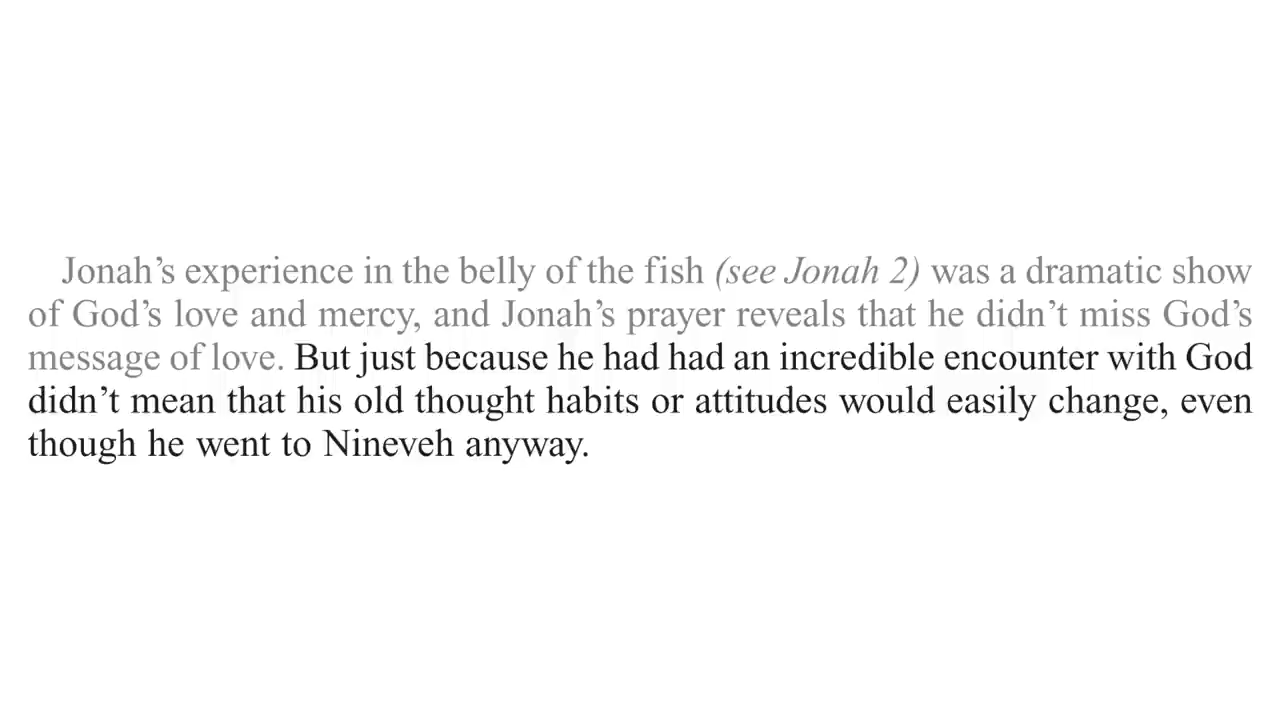 Jonah’s experience in the belly of the fish (see Jonah 2) was a dramatic show
of God’s love and mercy, and Jonah’s prayer reveals that he didn’t miss God’s
message of love. But just because he had had an incredible encounter with God
didn’t mean that his old thought habits or attitudes would easily change, even
though he went to Nineveh anyway.